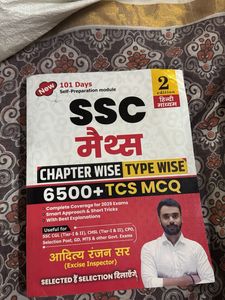 New
101 Days
Self-Preparation module
2
edition
हिन्दी
माध्यम
SSC
मैथ्स
CHAPTER WISE TYPE WISE
6500+ TCS MCQ
Complete Coverage for 2025 Exams
Smart Approach & Short Tricks
With Best Explanations
Useful for
SSC CGL (Tier-I & II), CHSL (Tier-I & II), CPO,
Selection Post, GD, MTS & other Govt. Exams
आदित्य रंजन सर
(Excise Inspector)
SELECTED हैं SELECTION दिलाएंगे